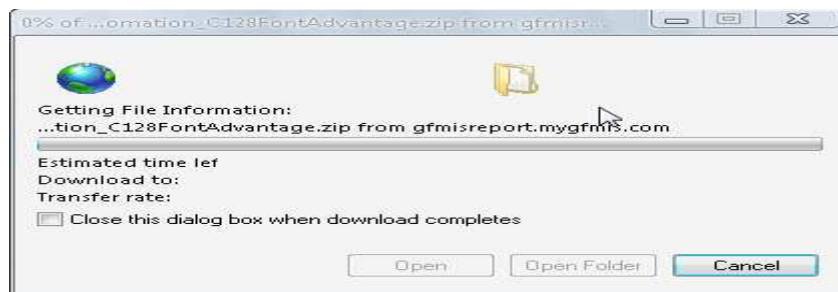 0% of ...omation_C128FontAdvantage.zip from gfmisr...
Getting File Information:
...tion_C128FontAdvantage.zip from gfmisreport.mygfmis.com
Estimated time lef
Download to:
Transfer rate:
Close this dialog box when download completes
Open Open Folder Cancel